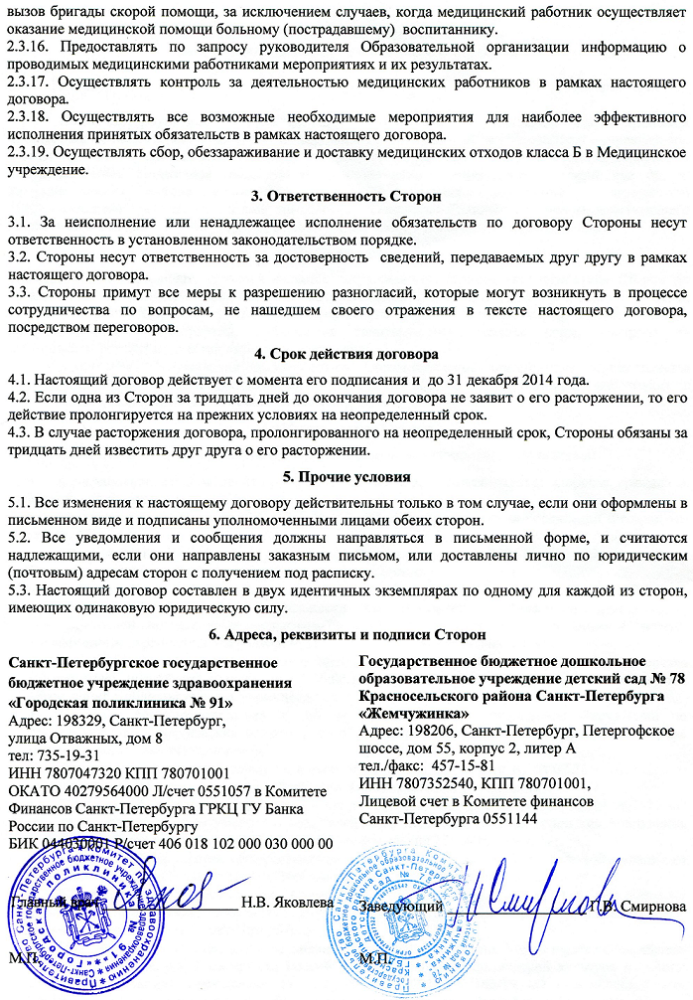 вызов бригады скорой помощи, за исключением случаев, когда медицинский работник осуществляет
оказание медицинской помощи больному (пострадавшему) воспитаннику.
2.3.16. Предоставлять по запросу руководителя Образовательной организации информацию о
проводимых медицинскими работниками мероприятиях и их результатах.
2.3.17. Осуществлять контроль за деятельностью медицинских работников в рамках настоящего
договора.
2.3.18. Осуществлять все возможные необходимые мероприятия для наиболее эффективного
исполнения принятых обязательств в рамках настоящего договора.
2.3.19. Осуществлять сбор, обеззараживание и доставку медицинских отходов класса Б в Медицинское
учреждение.
3. Ответственность Сторон
3.1. За неисполнение или ненадлежащее исполнение обязательств по договору Стороны несут
ответственность в установленном законодательством порядке.
3.2. Стороны несут ответственность за достоверность сведений, передаваемых друг другу в рамках
настоящего договора.
3.3. Стороны примут все меры к разрешению разногласий, которые могут возникнуть в процессе
сотрудничества по вопросам, не нашедшем своего отражения в тексте настоящего договора,
посредством переговоров.
4. Срок действия договора
4.1. Настоящий договор действует с момента его подписания и до 31 декабря 2014 года.
4.2. Если одна из Сторон за тридцать дней до окончания договора не заявит о его расторжении, то его
действие пролонгируется на прежних условиях на неопределенный срок.
4.3. В случае расторжения договора, пролонгированного на неопределенный срок, Стороны обязаны за
тридцать дней известить друг друга о его расторжении.
5. Прочие условия
5.1. Все изменения к настоящему договору действительны только в том случае, если они оформлены в
письменном виде и подписаны уполномоченными лицами обеих сторон.
5.2. Все уведомления и сообщения должны направляться в письменной форме, и считаются
надлежащими, если они направлены заказным письмом, или доставлены лично по юридическим
(почтовым) адресам сторон с получением под расписку.
5.3. Настоящий договор составлен в двух идентичных экземплярах по одному для каждой из сторон,
имеющих одинаковую юридическую силу.
6. Адреса, реквизиты и подписи Сторон
Санкт-Петербургское государственное
бюджетное учреждение здравоохранения
«Городская поликлиника № 91»
Адрес: 198329, Санкт-Петербург,
улица Отважных, дом 8
тел: 735-19-31
ИНН 7807047320 КПП 780701001
ОКАТО 40279564000 Л/счет 0551057 в Комитете
Финансов Санкт-Петербурга ГРКЦ ГУ Банка
России по Санкт-Петербургу
БИК 044030001 Р/счет 406 018 102 000 030 000 00
Главный врач Н.В. Яковлева
М.П.
Государственное бюджетное дошкольное
образовательное учреждение детский сад № 78
Красносельского района Санкт-Петербурга
«Жемчужинка»
Адрес: 198206, Санкт-Петербург, Петергофское
шоссе, дом 55, корпус 2, литер А
тел./факс: 457-15-81
ИНН 7807352540, КПП 780701001,
Лицевой счет в Комитете финансов
Санкт-Петербурга 0551144
Заведующий Г.В. Смирнова
М.П.